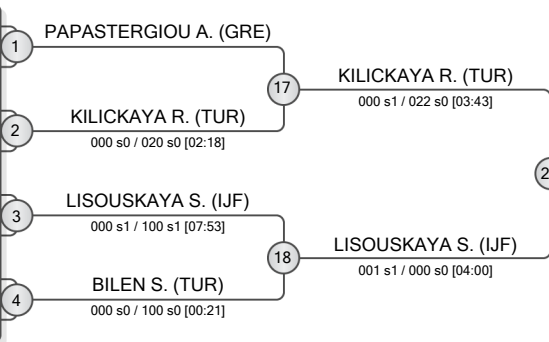 1
PAPASTERGIOU A. (GRE)
17
KILICKAYA R. (TUR)
000 s1 / 022 s0 [03:43]
2
KILICKAYA R. (TUR)
000 s0 / 020 s0 [02:18]
3
LISOUSKAYA S. (IJF)
000 s1 / 100 s1 [07:53]
18
LISOUSKAYA S. (IJF)
001 s1 / 000 s0 [04:00]
4
BILEN S. (TUR)
000 s0 / 100 s0 [00:21]